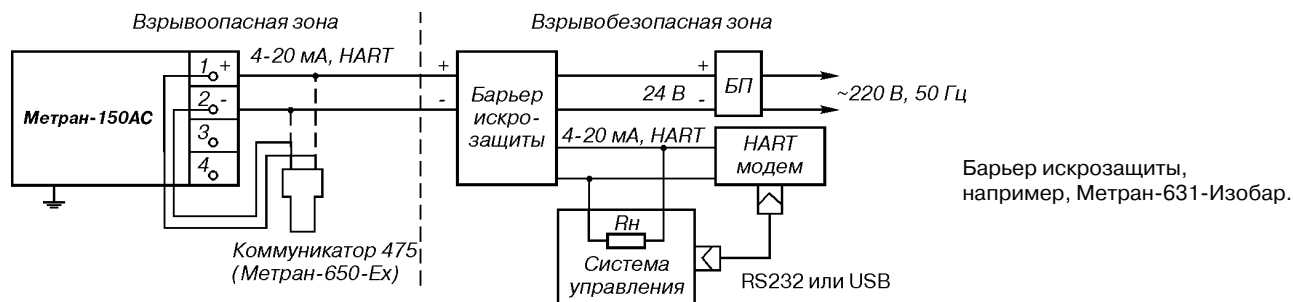 Взрывоопасная зона
Взрывобезопасная зона
4-20 мА, HART
1 +
2 -
3
4
Метран-150АС
+
-
Барьер
искро-
защиты
24 В
+
-
БП
~220 В, 50 Гц
4-20 мА, HART
HART
модем
Барьер искрозащиты,
например, Метран-631-Изобар.
Rн
Система
управления
RS232 или USB
Коммуникатор 475
(Метран-650-Ех)